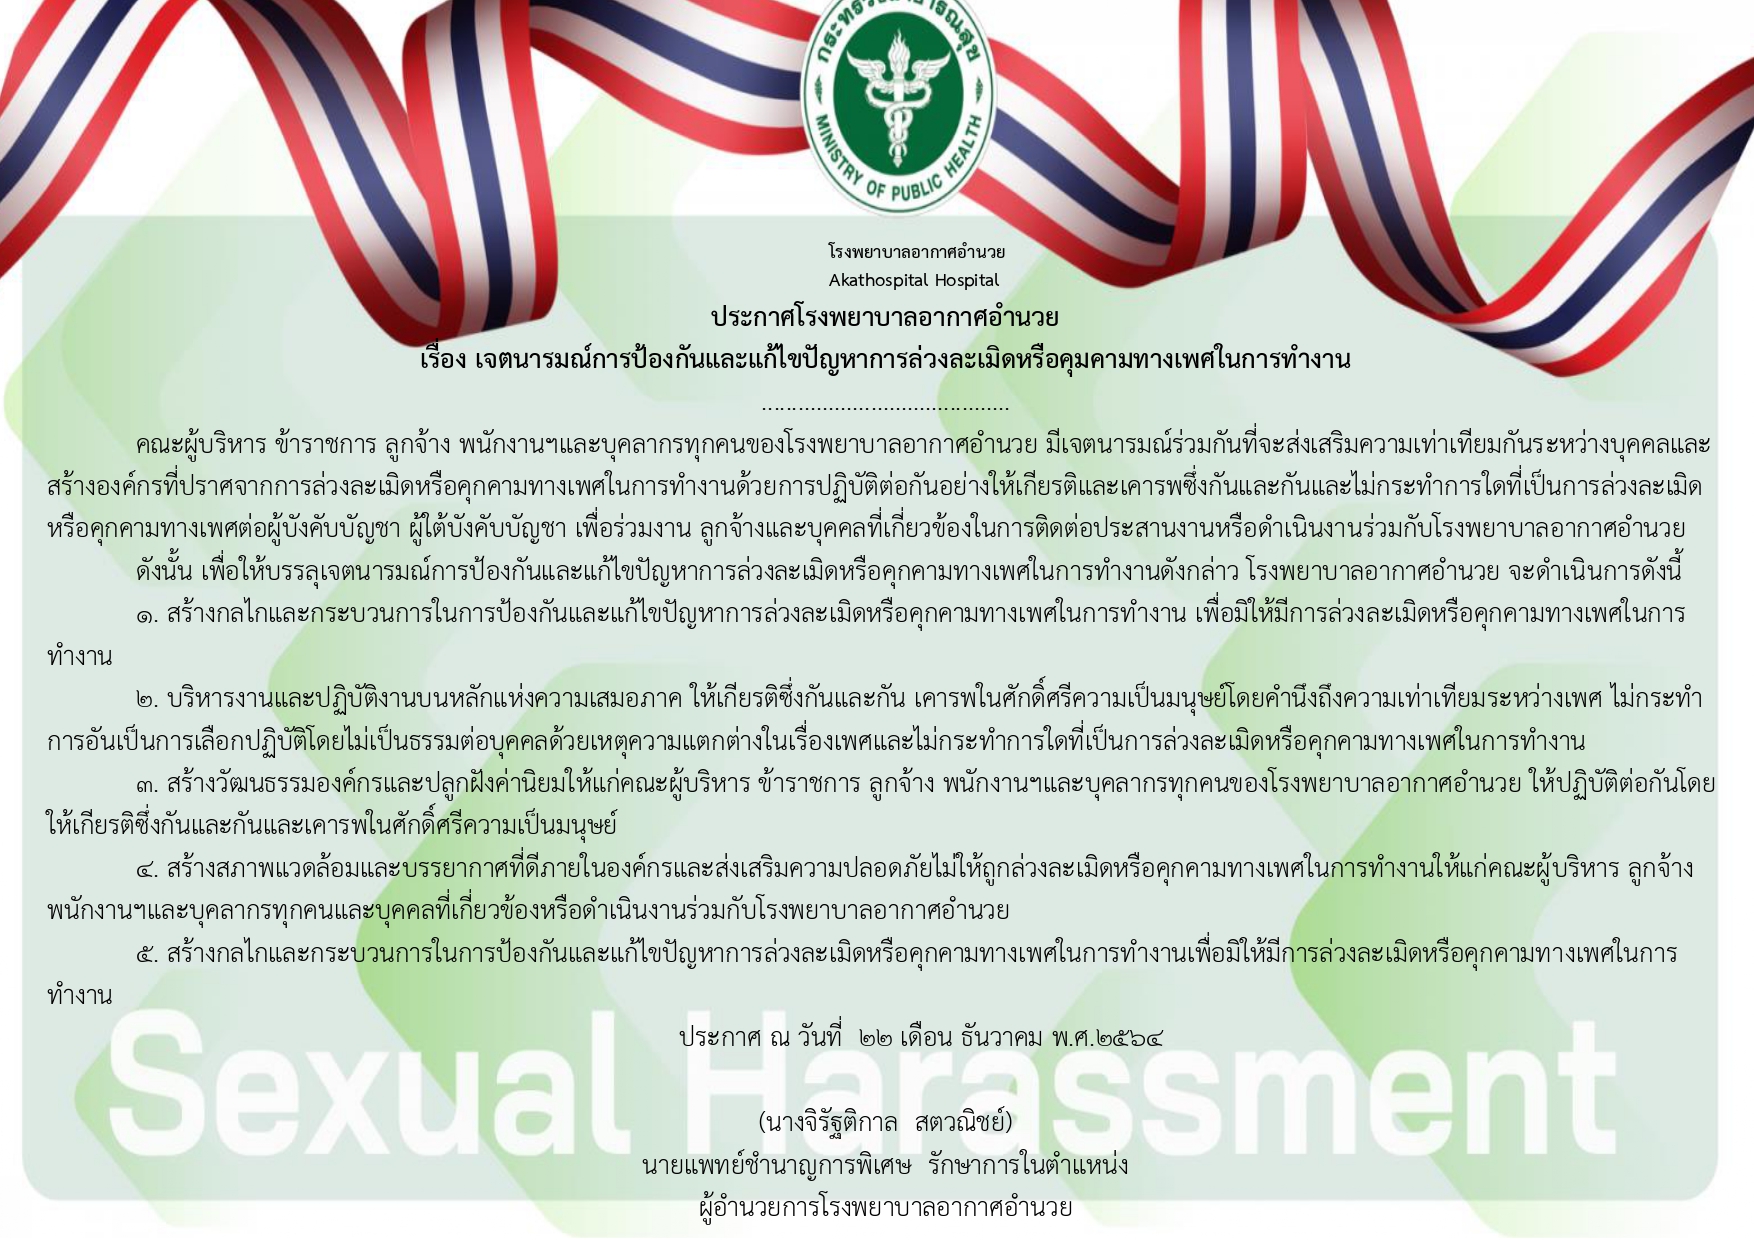 กระทรวงสาธารณสุข
MINISTRY OF PUBLIC HEALTH
โรงพยาบาลอากาศอำนวย
Akathospital Hospital
ประกาศโรงพยาบาลอากาศอำนวย
เรื่อง เจตนารมณ์การป้องกันและแก้ไขปัญหาการล่วงละเมิดหรือคุมคามทางเพศในการทำงาน
........................................
คณะผู้บริหาร ข้าราชการ ลูกจ้าง พนักงานฯและบุคลากรทุกคนของโรงพยาบาลอากาศอำนวย มีเจตนารมณ์ร่วมกันที่จะส่งเสริมความเท่าเทียมกันระหว่างบุคคลและ
สร้างองค์กรที่ปราศจากการล่วงละเมิดหรือคุกคามทางเพศในการทำงานด้วยการปฏิบัติต่อกันอย่างให้เกียรติและเคารพซึ่งกันและกันและไม่กระทำการใดที่เป็นการล่วงละเมิด
หรือคุกคามทางเพศต่อผู้บังคับบัญชา ผู้ใต้บังคับบัญชา เพื่อร่วมงาน ลูกจ้างและบุคคลที่เกี่ยวข้องในการติดต่อประสานงานหรือดำเนินงานร่วมกับโรงพยาบาลอากาศอำนวย
ดังนั้น เพื่อให้บรรลุเจตนารมณ์การป้องกันและแก้ไขปัญหาการล่วงละเมิดหรือคุกคามทางเพศในการทำงานดังกล่าว โรงพยาบาลอากาศอำนวย จะดำเนินการดังนี้
๑. สร้างกลไกและกระบวนการในการป้องกันและแก้ไขปัญหาการล่วงละเมิดหรือคุกคามทางเพศในการทำงาน เพื่อมิให้มีการล่วงละเมิดหรือคุกคามทางเพศในการ
ทำงาน
๒. บริหารงานและปฏิบัติงานบนหลักแห่งความเสมอภาค ให้เกียรติซึ่งกันและกัน เคารพในศักดิ์ศรีความเป็นมนุษย์โดยคำนึงถึงความเท่าเทียมระหว่างเพศ ไม่กระทำ
การอันเป็นการเลือกปฏิบัติโดยไม่เป็นธรรมต่อบุคคลด้วยเหตุความแตกต่างในเรื่องเพศและไม่กระทำการใดที่เป็นการล่วงละเมิดหรือคุกคามทางเพศในการทำงาน
๓. สร้างวัฒนธรรมองค์กรและปลูกฝังค่านิยมให้แก่คณะผู้บริหาร ข้าราชการ ลูกจ้าง พนักงานฯและบุคลากรทุกคนของโรงพยาบาลอากาศอำนวย ให้ปฏิบัติต่อกันโดย
ให้เกียรติซึ่งกันและกันและเคารพในศักดิ์ศรีความเป็นมนุษย์
๔. สร้างสภาพแวดล้อมและบรรยากาศที่ดีภายในองค์กรและส่งเสริมความปลอดภัยไม่ให้ถูกล่วงละเมิดหรือคุกคามทางเพศในการทำงานให้แก่คณะผู้บริหาร ลูกจ้าง
พนักงานฯและบุคลากรทุกคนและบุคคลที่เกี่ยวข้องหรือดำเนินงานร่วมกับโรงพยาบาลอากาศอำนวย
๕. สร้างกลไกและกระบวนการในการป้องกันและแก้ไขปัญหาการล่วงละเมิดหรือคุกคามทางเพศในการทำงานเพื่อมิให้มีการล่วงละเมิดหรือคุกคามทางเพศในการ
ทำงาน
ประกาศ ณ วันที่ ๒๒ เดือน ธันวาคม พ.ศ.๒๕๖๔
Sexual Harassment
(นางจิรัฐติกาล สตวณิชย์)
นายแพทย์ชำนาญการพิเศษ รักษาการในตำแหน่ง
ผู้อำนวยการโรงพยาบาลอากาศอำนวย